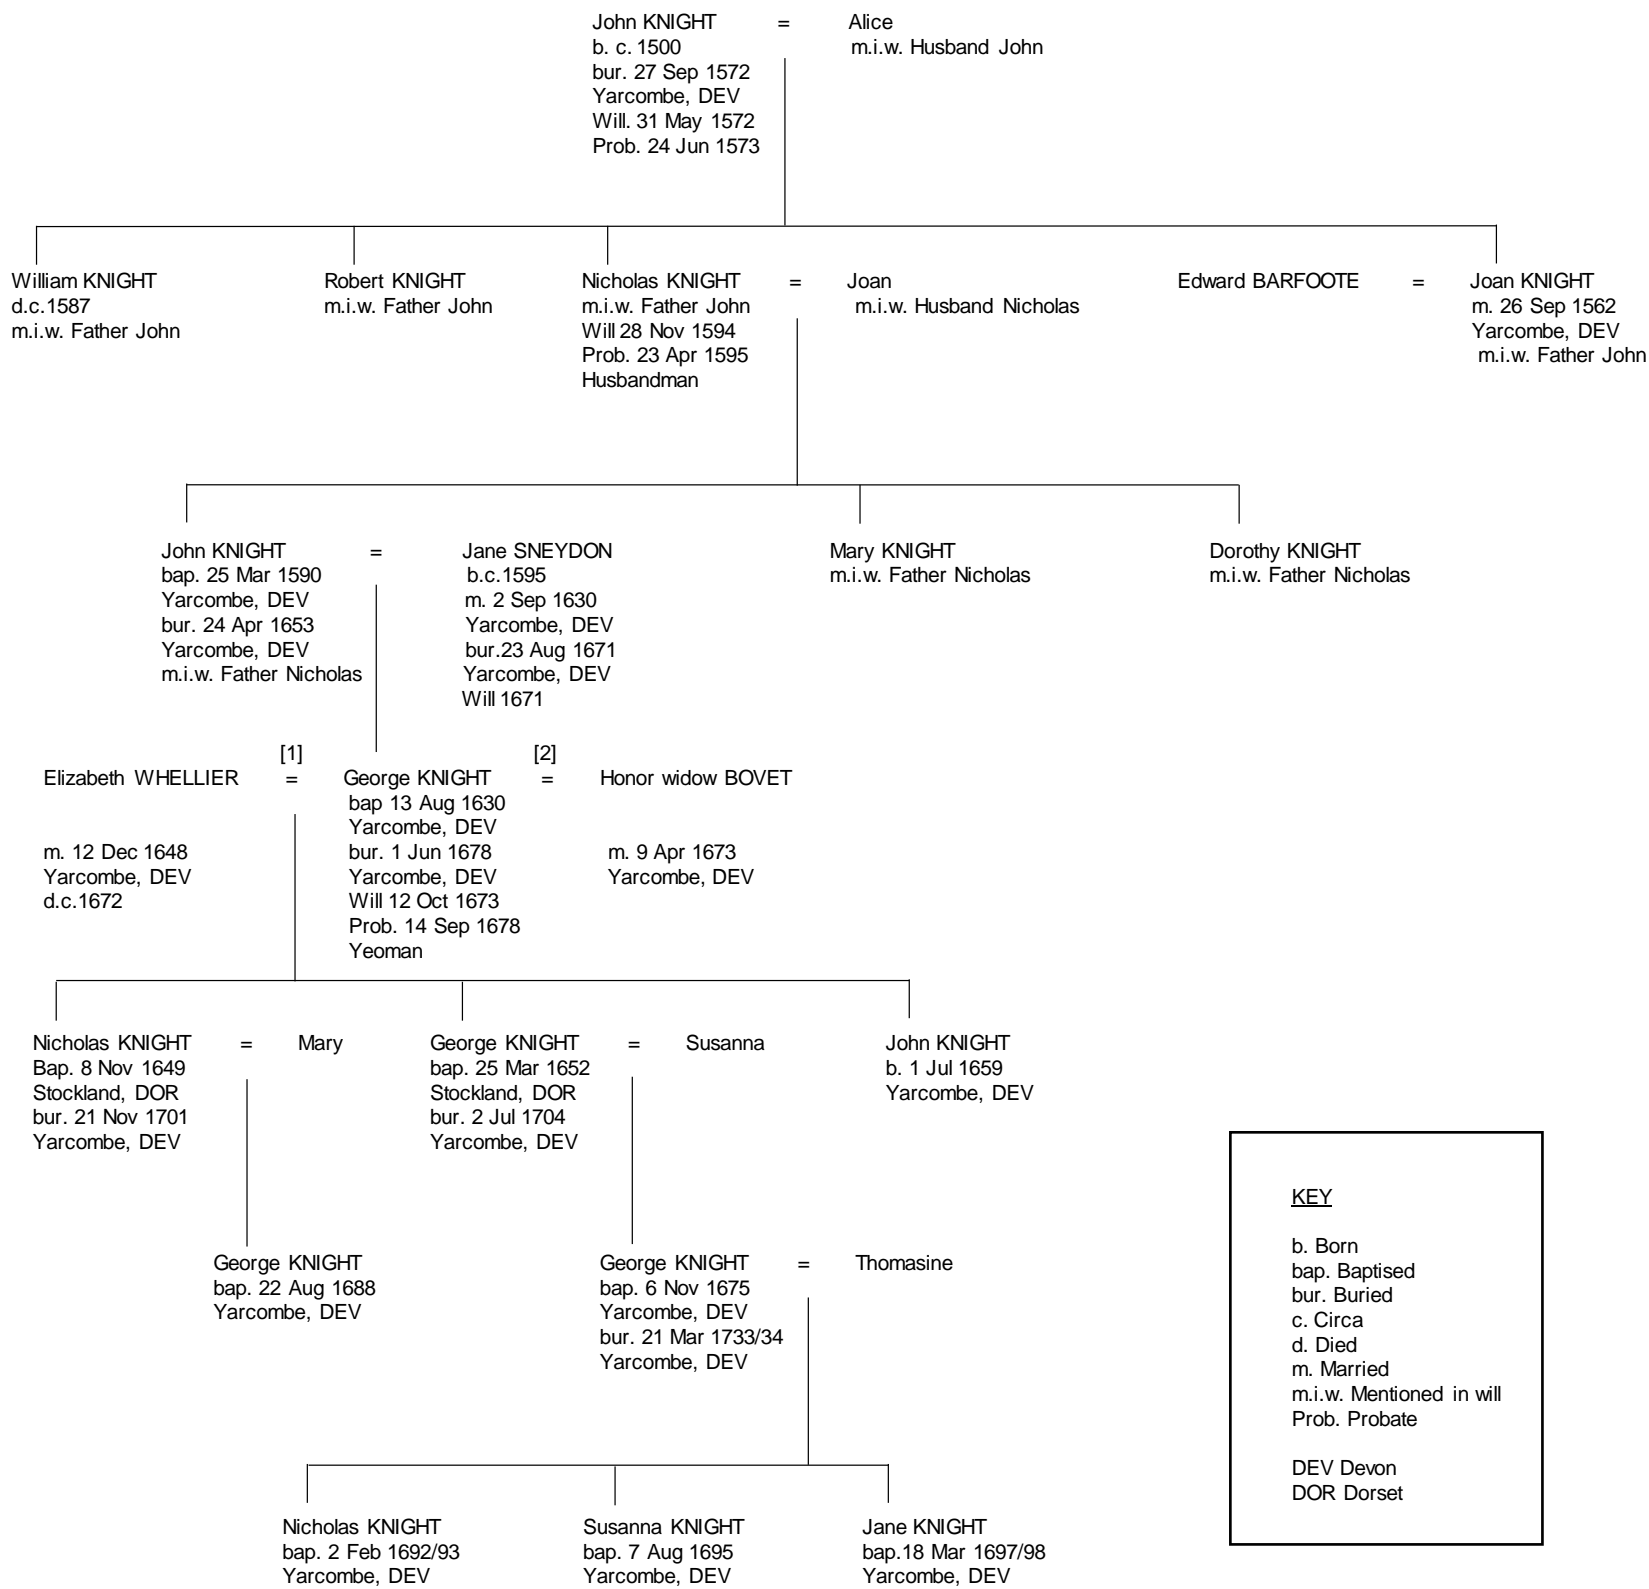 John KNIGHT = Alice
b. c. 1500
m.i.w. Husband John
bur. 27 Sep 1572
Yarcombe, DEV
Will. 31 May 1572
Prob. 24 Jun 1573
William KNIGHT
d.c.1587
m.i.w. Father John
Robert KNIGHT
m.i.w. Father John
Nicholas KNIGHT =
m.i.w. Father John
Will 28 Nov 1594
Prob. 23 Apr 1595
Husbandman
Joan
m.i.w. Husband Nicholas
Edward BARFOOTE =
Joan KNIGHT
m. 26 Sep 1562
Yarcombe, DEV
m.i.w. Father John
John KNIGHT =
bap. 25 Mar 1590
Yarcombe, DEV
bur. 24 Apr 1653
Yarcombe, DEV
m.i.w. Father Nicholas
Jane SNEYDON
b.c.1595
m. 2 Sep 1630
Yarcombe, DEV
bur.23 Aug 1671
Yarcombe, DEV
Will 1671
Mary KNIGHT
m.i.w. Father Nicholas
Dorothy KNIGHT
m.i.w. Father Nicholas
[1] [2]
Elizabeth WHELLIER =
m. 12 Dec 1648
Yarcombe, DEV
d.c.1672
George KNIGHT =
bap 13 Aug 1630
Yarcombe, DEV
bur. 1 Jun 1678
Yarcombe, DEV
Will 12 Oct 1673
Prob. 14 Sep 1678
Yeoman
Honor widow BOVET
m. 9 Apr 1673
Yarcombe, DEV
Nicholas KNIGHT = Mary
Bap. 8 Nov 1649
Stockland, DOR
bur. 21 Nov 1701
Yarcombe, DEV
George KNIGHT = Susanna
bap. 25 Mar 1652
Stockland, DOR
bur. 2 Jul 1704
Yarcombe, DEV
John KNIGHT
b. 1 Jul 1659
Yarcombe, DEV
George KNIGHT
bap. 22 Aug 1688
Yarcombe, DEV
George KNIGHT = Thomasine
bap. 6 Nov 1675
Yarcombe, DEV
bur. 21 Mar 1733/34
Yarcombe, DEV
Nicholas KNIGHT
bap. 2 Feb 1692/93
Yarcombe, DEV
Susanna KNIGHT
bap. 7 Aug 1695
Yarcombe, DEV
Jane KNIGHT
bap.18 Mar 1697/98
Yarcombe, DEV
KEY
b. Born
bap. Baptised
bur. Buried
c. Circa
d. Died
m. Married
m.i.w. Mentioned in will
Prob. Probate
DEV Devon
DOR Dorset